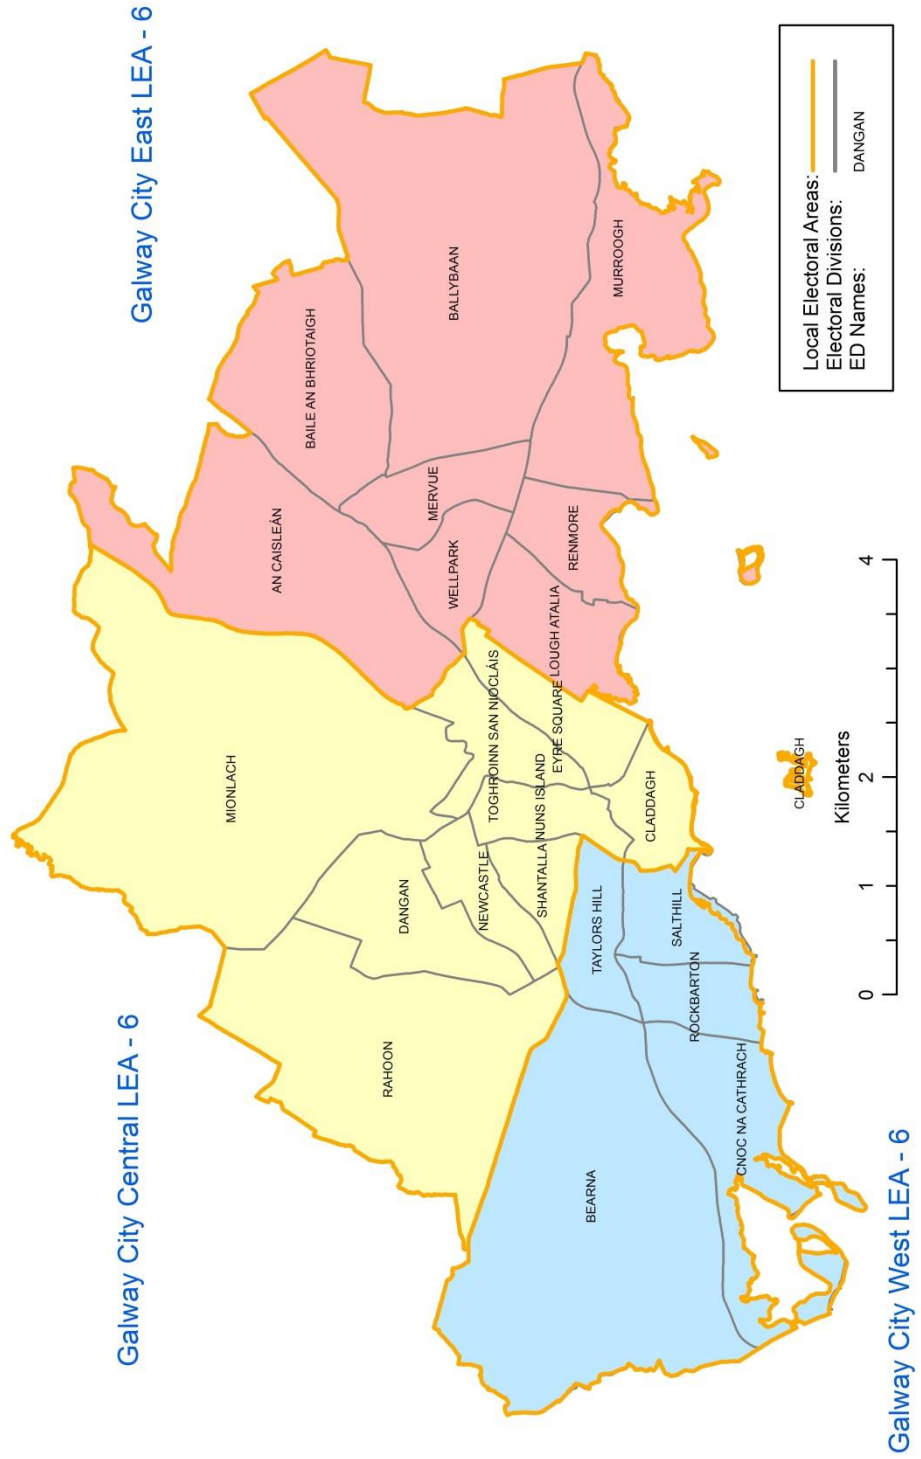 Galway City East LEA - 6
Galway City Central LEA - 6
MIONLACH
AN CAISLEÁN
BAILE AN BHRIOTAIGH
BALLYBAAN
MERVUE
WELLPARK
RENMORE
MURROOGH
LOUGH ATALIA
EYRE SQUARE
TOGHROINN SAN NIOCLÁIS
NUNS ISLAND
SHANTALLA
NEWCASTLE
DANGAN
RAHOON
CLADDAGH
TAYLORS HILL
SALTHILL
ROCKBARTON
BEARNA
CNOC NA CATHRACH
CLADDAGH
Galway City West LEA - 6
0 1 2 4
Kilometers
Local Electoral Areas:
Electoral Divisions:
ED Names: DANGAN